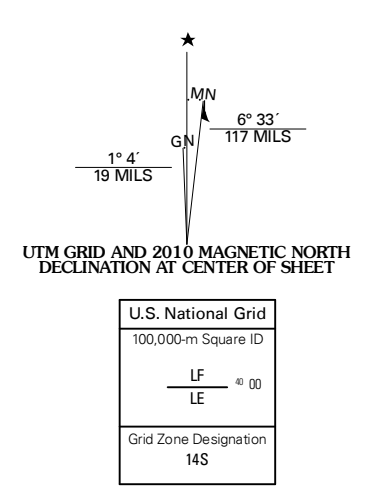 ★
MN
GN
6° 33´
117 MILS
1° 4´
19 MILS
UTM GRID AND 2010 MAGNETIC NORTH
DECLINATION AT CENTER OF SHEET
U.S. National Grid
100,000-m Square ID
LF
40 00
LE
Grid Zone Designation
14S